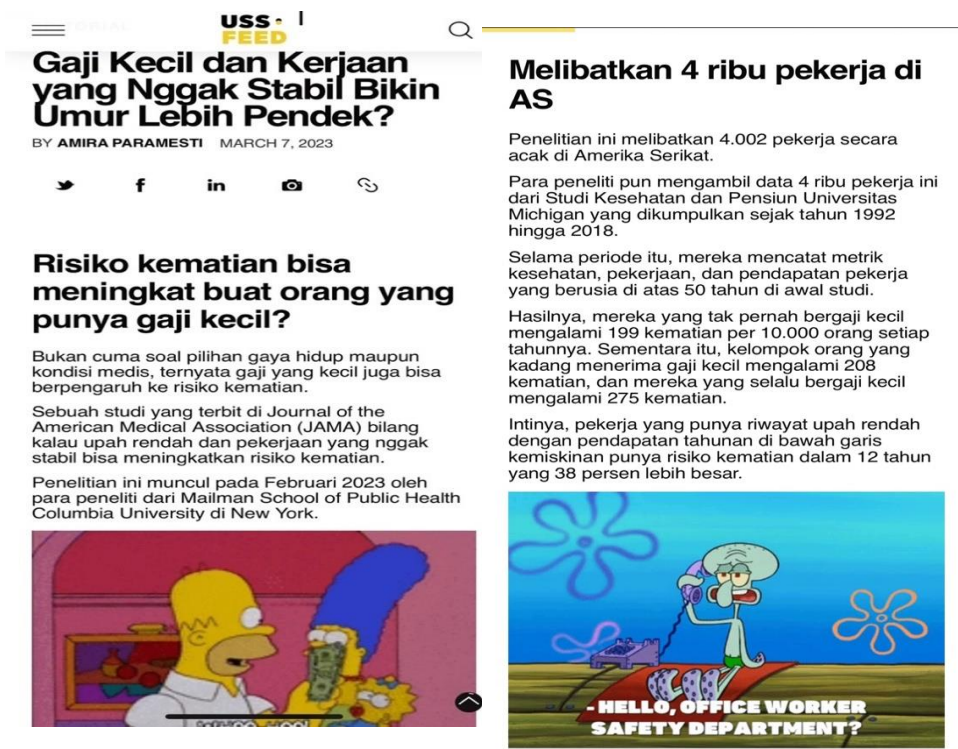 USS
FEED
Gaji Kecil dan Kerjaan
yang Nggak Stabil Bikin
Umur Lebih Pendek?
BY AMIRA PARAMESTI MARCH 7, 2023
Risiko kematian bisa
meningkat buat orang yang
punya gaji kecil?
Bukan cuma soal pilihan gaya hidup maupun
kondisi medis, ternyata gaji yang kecil juga bisa
berpengaruh ke risiko kematian.
Sebuah studi yang terbit di Journal of the
American Medical Association (JAMA) bilang
kalau upah rendah dan pekerjaan yang nggak
stabil bisa meningkatkan risiko kematian.
Penelitian ini muncul pada Februari 2023 oleh
para peneliti dari Mailman School of Public Health
Columbia University di New York.
Melibatkan 4 ribu pekerja di
AS
Penelitian ini melibatkan 4.002 pekerja secara
acak di Amerika Serikat.
Para peneliti pun mengambil data 4 ribu pekerja ini
dari Studi Kesehatan dan Pensiun Universitas
Michigan yang dikumpulkan sejak tahun 1992
hingga 2018.
Selama periode itu, mereka mencatat metrik
kesehatan, pekerjaan, dan pendapatan pekerja
yang berusia di atas 50 tahun di awal studi.
Hasilnya, mereka yang tak pernah bergaji kecil
mengalami 199 kematian per 10.000 orang setiap
tahunnya. Sementara itu, kelompok orang yang
kadang menerima gaji kecil mengalami 208
kematian, dan mereka yang selalu bergaji kecil
mengalami 275 kematian.
Intinya, pekerja yang punya riwayat upah rendah
dengan pendapatan tahunan di bawah garis
kemiskinan punya risiko kematian dalam 12 tahun
yang 38 persen lebih besar.
- HELLO, OFFICE WORKER
SAFETY DEPARTMENT?